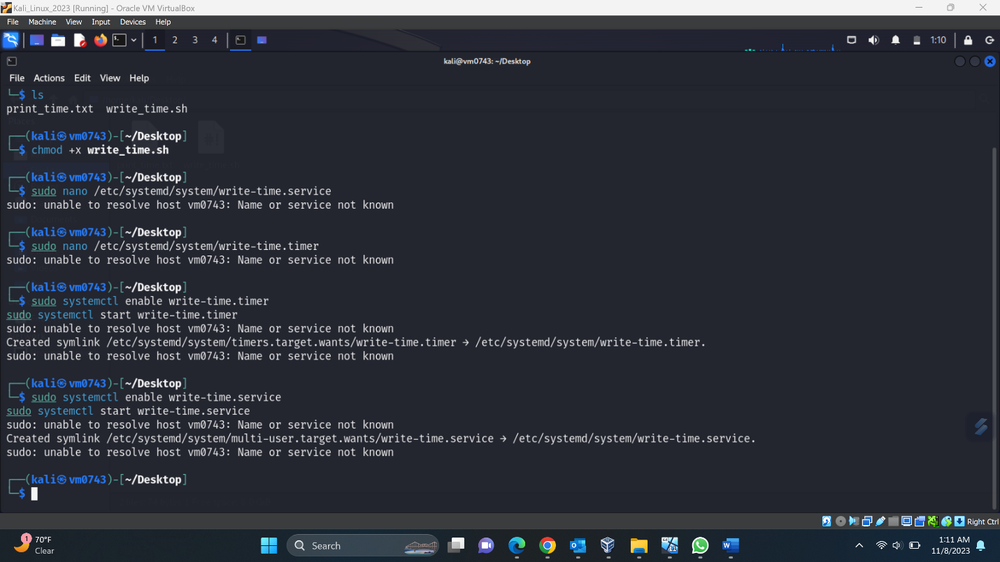 Kali_Linux_2023 [Running] - Oracle VM VirtualBox
File Machine View Input Devices Help
1 2 3 4 1:10
kali@vm0743: ~/Desktop
File Actions Edit View Help
└─$ ls
print_time.txt write_time.sh
┌──(kali㉿vm0743)-[~/Desktop]
└─$ chmod +x write_time.sh
┌──(kali㉿vm0743)-[~/Desktop]
└─$ sudo nano /etc/systemd/system/write-time.service
sudo: unable to resolve host vm0743: Name or service not known
┌──(kali㉿vm0743)-[~/Desktop]
└─$ sudo nano /etc/systemd/system/write-time.timer
sudo: unable to resolve host vm0743: Name or service not known
┌──(kali㉿vm0743)-[~/Desktop]
└─$ sudo systemctl enable write-time.timer
sudo systemctl start write-time.timer
sudo: unable to resolve host vm0743: Name or service not known
Created symlink /etc/systemd/system/timers.target.wants/write-time.timer → /etc/systemd/system/write-time.timer.
sudo: unable to resolve host vm0743: Name or service not known
┌──(kali㉿vm0743)-[~/Desktop]
└─$ sudo systemctl enable write-time.service
sudo systemctl start write-time.service
sudo: unable to resolve host vm0743: Name or service not known
Created symlink /etc/systemd/system/multi-user.target.wants/write-time.service → /etc/systemd/system/write-time.service.
sudo: unable to resolve host vm0743: Name or service not known
┌──(kali㉿vm0743)-[~/Desktop]
└─$
Right Ctrl
1
70°F
Clear
Search
1:11 AM
11/8/2023